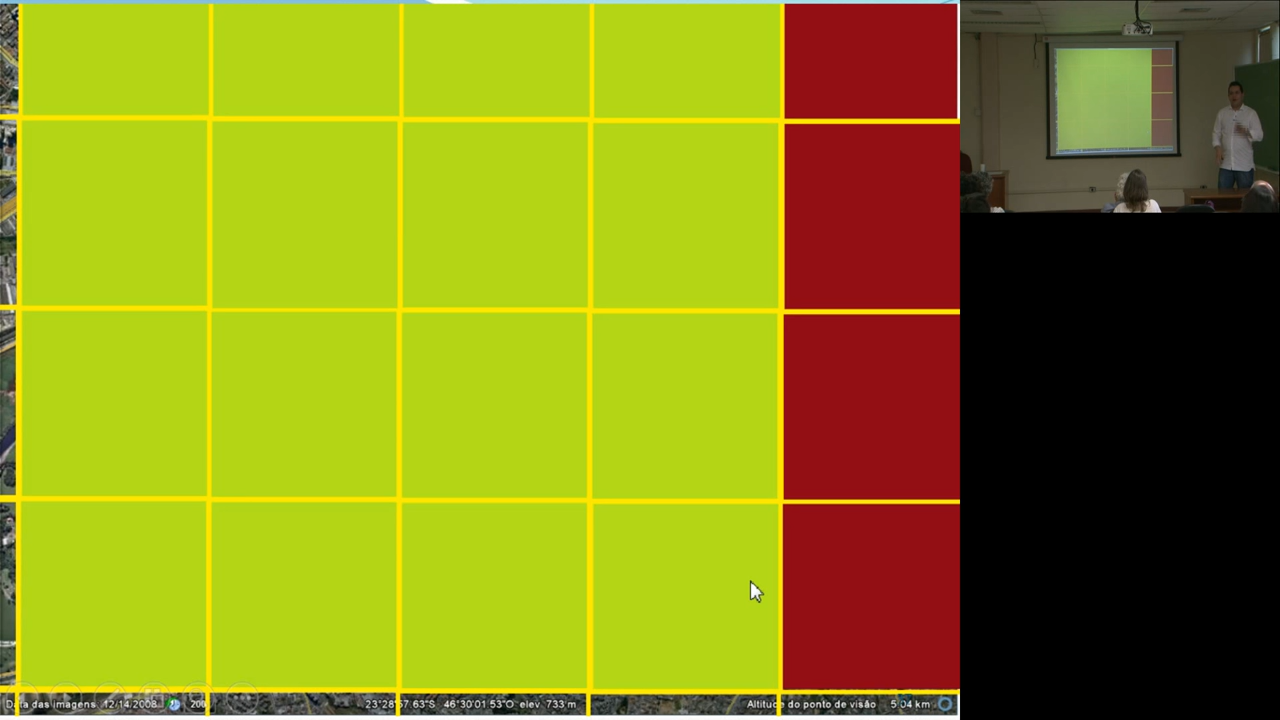 Data das imagens 12/14.2008 200
23°28'57.63"S 46°30'01 53"O elev 733 m
Altitude do ponto de visão 5.04 km